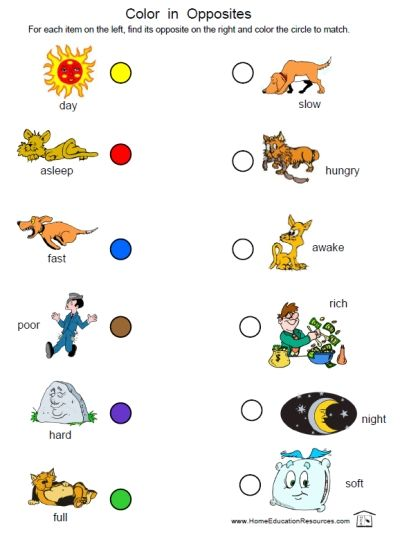 Color in Opposites
For each item on the left, find its opposite on the right and color the circle to match.
day
slow
asleep
hungry
fast
awake
poor
rich
hard
night
full
soft
www.HomeEducationResources.com